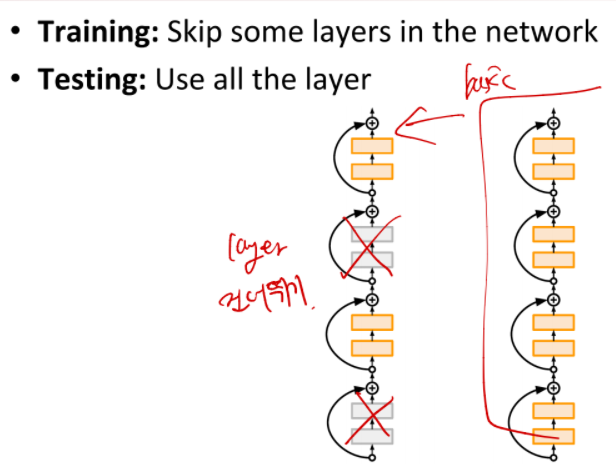 • Training: Skip some layers in the network
• Testing: Use all the layer
basic
layer
건너뛰기.